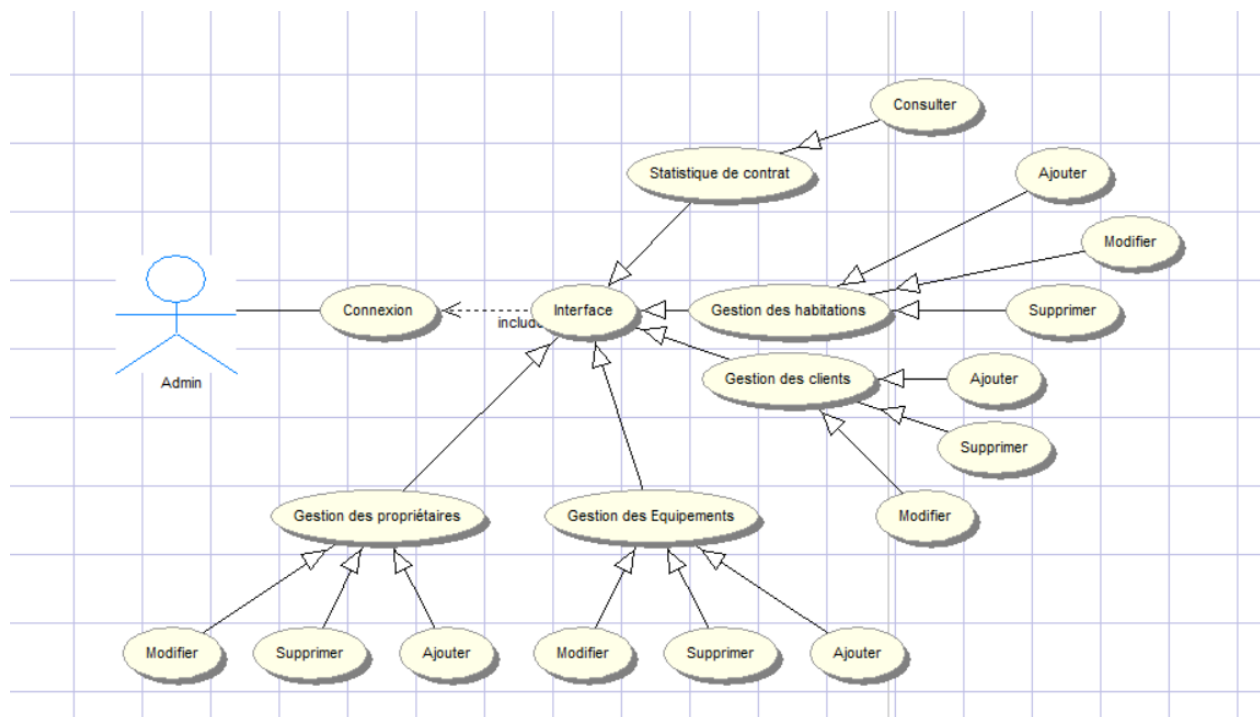 Consulter
Statistique de contrat
Ajouter
Modifier
Connexion
include
Interface
Gestion des habitations
Supprimer
Admin
Gestion des clients
Ajouter
Supprimer
Modifier
Gestion des propriétaires
Gestion des Equipements
Modifier
Supprimer
Ajouter
Modifier
Supprimer
Ajouter